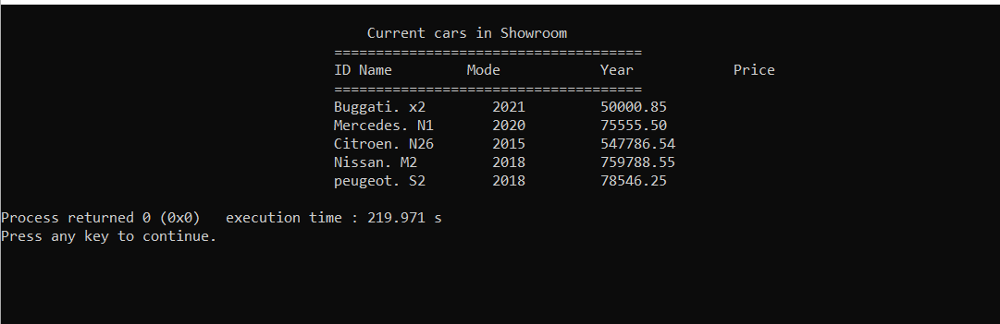 Current cars in Showroom
=====================================
ID Name Mode Year Price
=====================================
Buggati. x2 2021 50000.85
Mercedes. N1 2020 75555.50
Citroen. N26 2015 547786.54
Nissan. M2 2018 759788.55
peugeot. S2 2018 78546.25
Process returned 0 (0x0) execution time : 219.971 s
Press any key to continue.